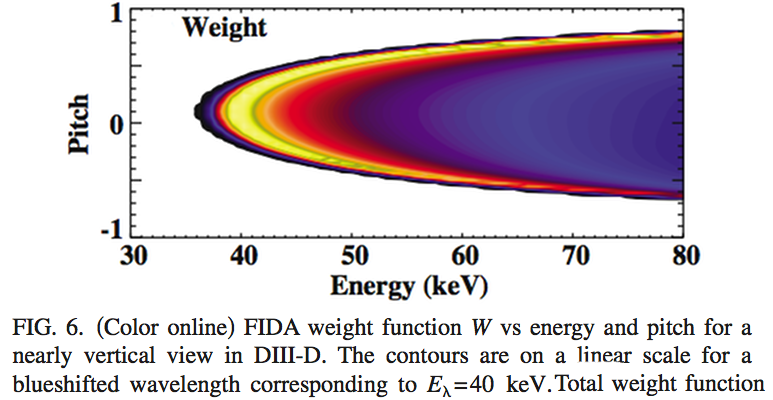 1
Weight
Pitch
0
-1
30 40 50 60 70 80
Energy (keV)
FIG. 6. (Color online) FIDA weight function W vs energy and pitch for a
nearly vertical view in DIII-D. The contours are on a linear scale for a
blueshifted wavelength corresponding to Eλ=40 keV. Total weight function